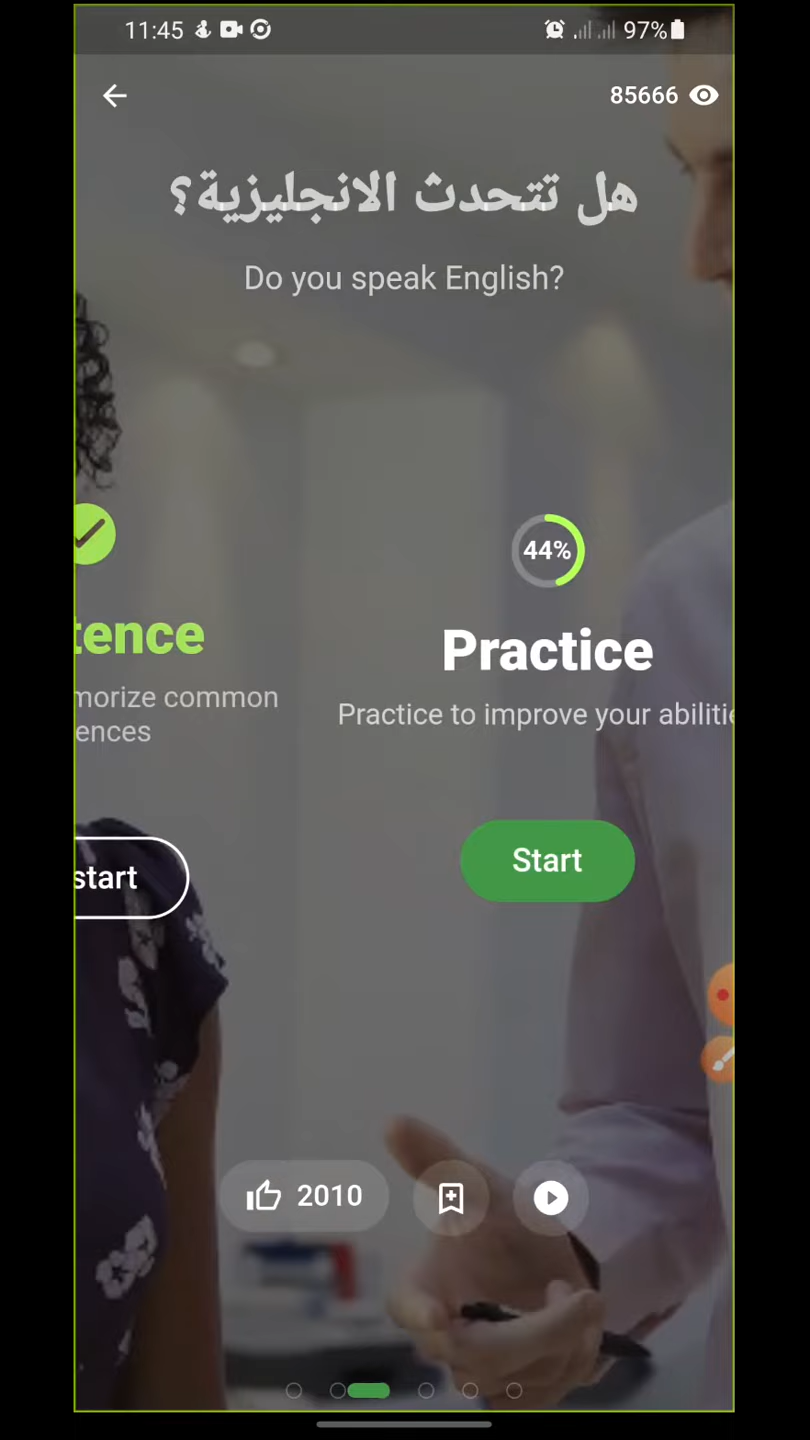 11:45
97%
85666
هل تتحدث الانجليزية؟
Do you speak English?
44%
tence
Practice
morize common
ences
Practice to improve your abilitie
start
Start
2010